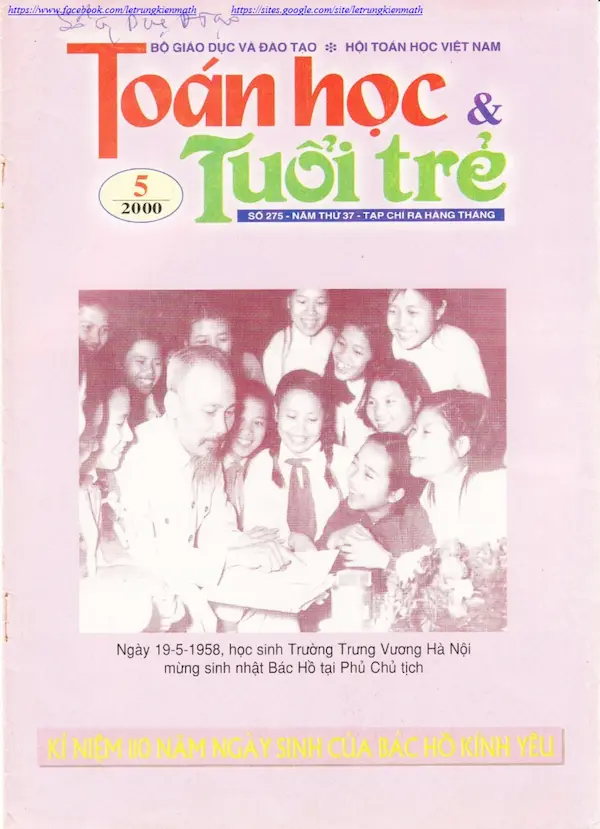 https://www.facebook.com/letrungkienmath https://sites.google.com/site/letrungkienmath
BỘ GIÁO DỤC VÀ ĐÀO TẠO ❇ HỘI TOÁN HỌC VIỆT NAM
Toán học &
Tuổi trẻ
5
2000
SỐ 275 - NĂM THỨ 37 - TẠP CHÍ RA HÀNG THÁNG
Ngày 19-5-1958, học sinh Trường Trưng Vương Hà Nội
mừng sinh nhật Bác Hồ tại Phủ Chủ tịch
KỈ NIỆM 110 NĂM NGÀY SINH CỦA BÁC HỒ KÍNH YÊU